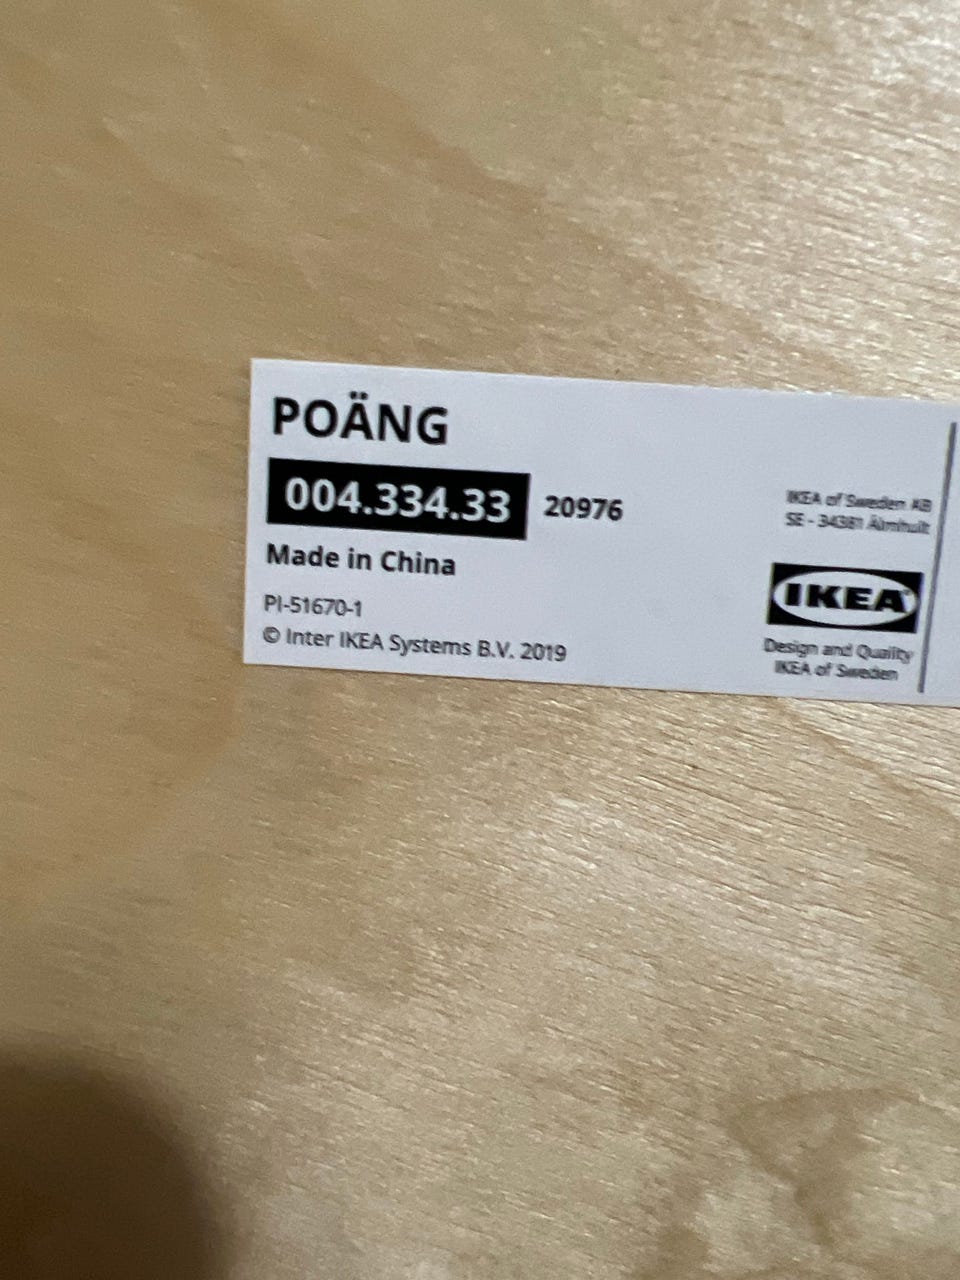 POÄNG
004.334.33 20976
Made in China
PI-51670-1
© Inter IKEA Systems B.V. 2019
IKEA of Sweden AB
SE - 34381 Älmhult
IKEA®
Design and Quality
IKEA of Sweden